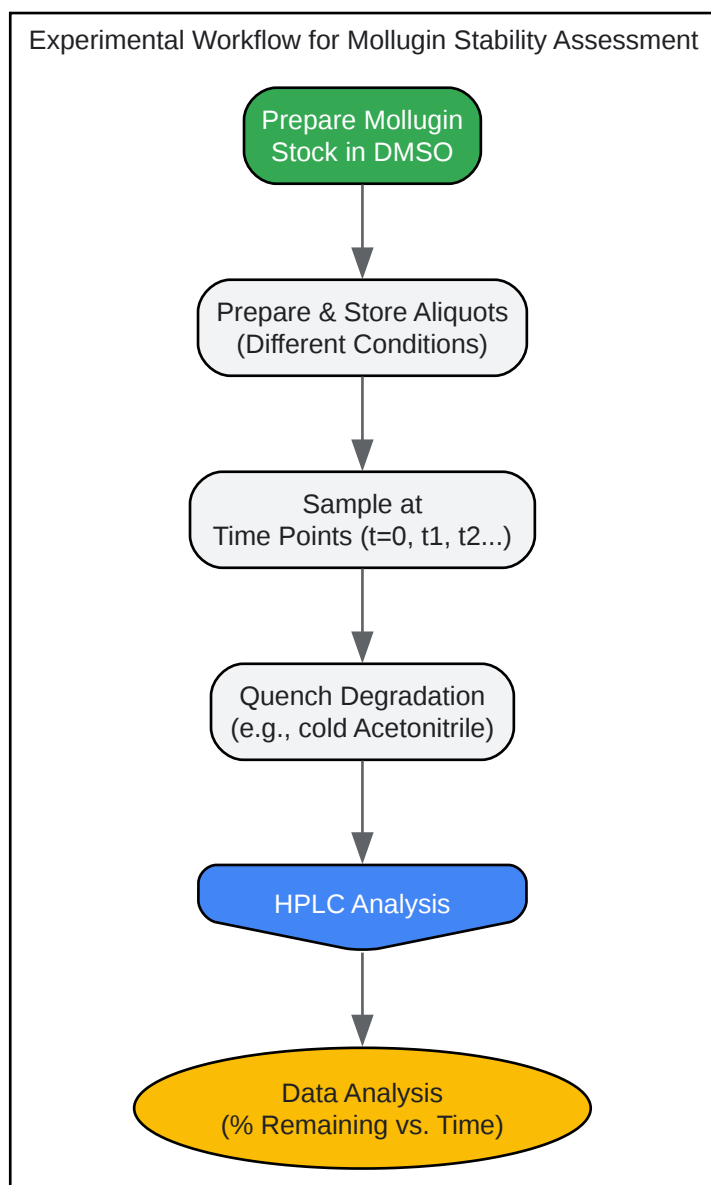 Experimental Workflow for Mollugin Stability Assessment
Prepare Mollugin
Stock in DMSO
Prepare & Store Aliquots
(Different Conditions)
Sample at
Time Points (t=0, t1, t2...)
Quench Degradation
(e.g., cold Acetonitrile)
HPLC Analysis
Data Analysis
(% Remaining vs. Time)